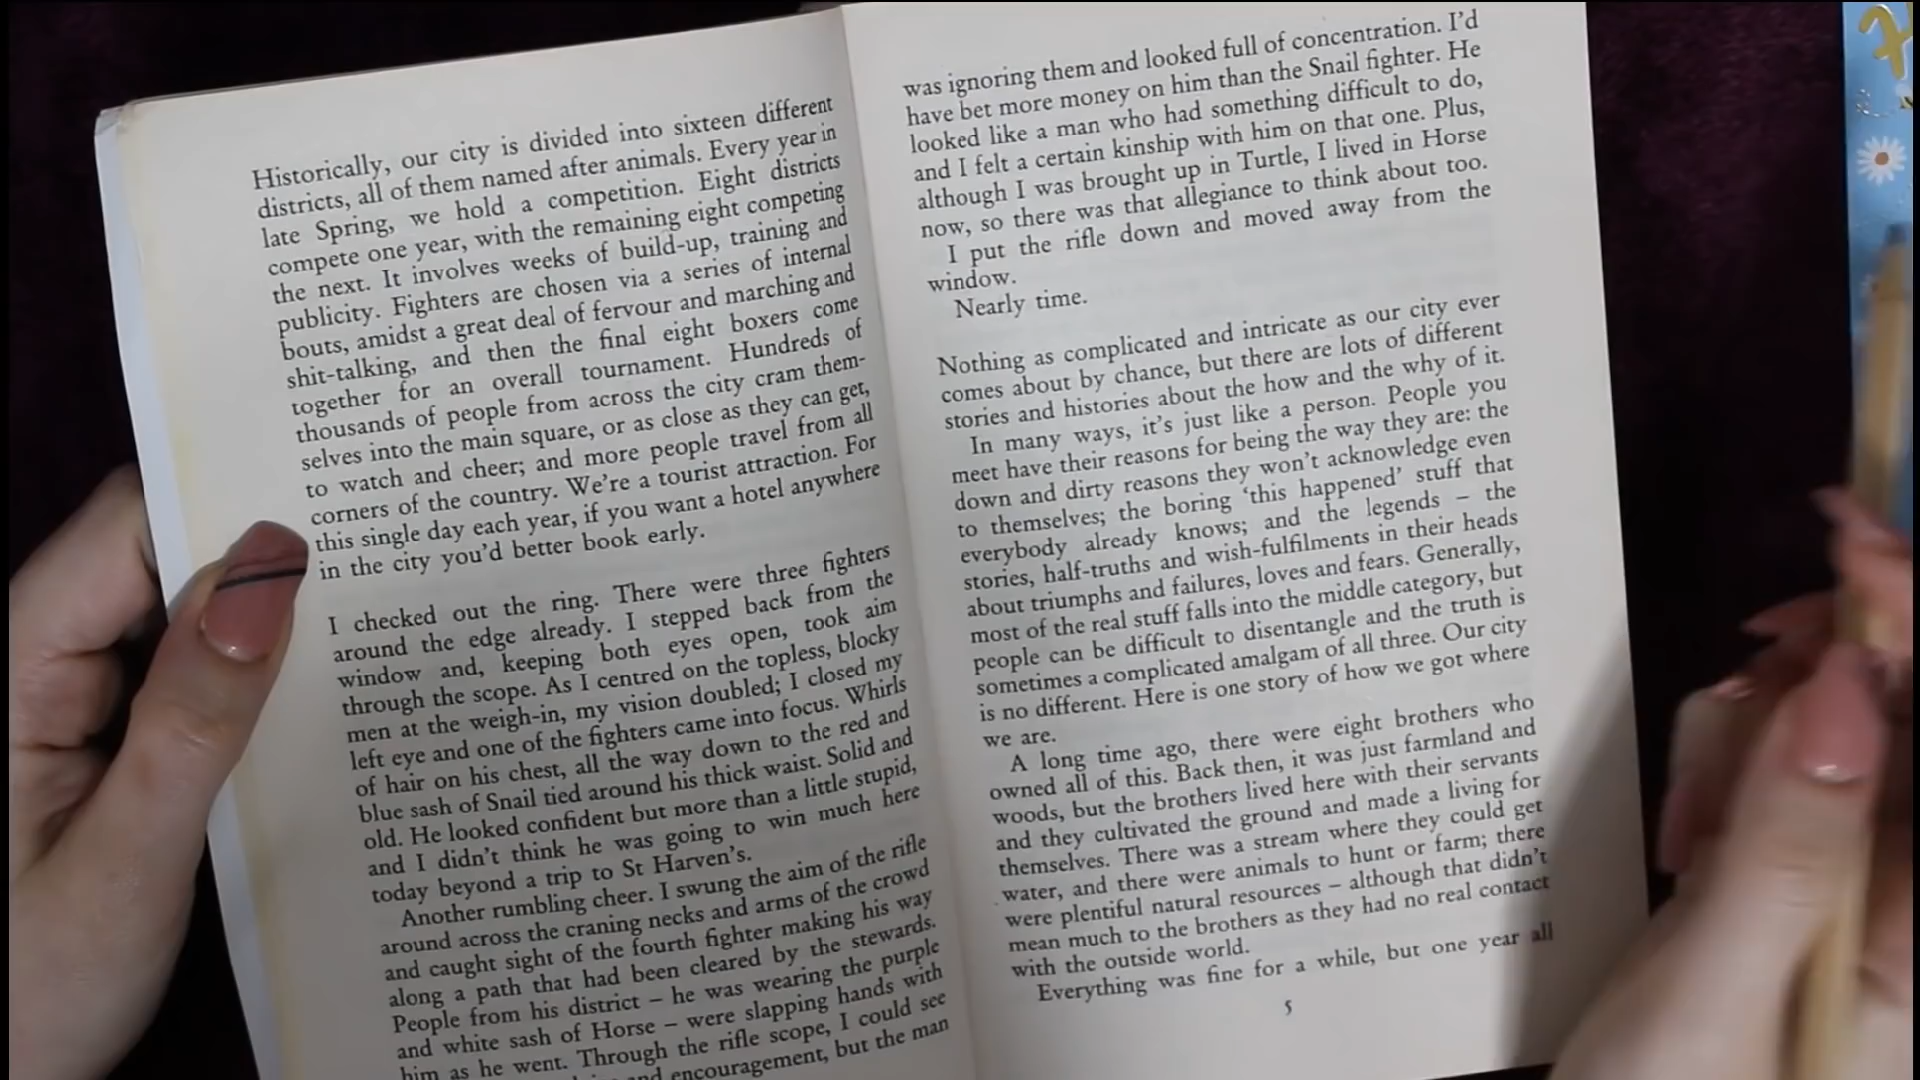 Historically, our city is divided into sixteen different
districts, all of them named after animals. Every year in
late Spring, we hold a competition. Eight districts
compete one year, with the remaining eight competing
the next. It involves weeks of build-up, training and
publicity. Fighters are chosen via a series of internal
bouts, amidst a great deal of fervour and marching and
shit-talking, and then the final eight boxers come
together for an overall tournament. Hundreds of
thousands of people from across the city cram them-
selves into the main square, or as close as they can get,
to watch and cheer; and more people travel from all
corners of the country. We're a tourist attraction. For
this single day each year, if you want a hotel anywhere
in the city you'd better book early.
I checked out the ring. There were three fighters
around the edge already. I stepped back from the
window and, keeping both eyes open, took aim
through the scope. As I centred on the topless, blocky
men at the weigh-in, my vision doubled; I closed my
left eye and one of the fighters came into focus. Whirls
of hair on his chest, all the way down to the red and
blue sash of Snail tied around his thick waist. Solid and
old. He looked confident but more than a little stupid,
and I didn't think he was going to win much here
today beyond a trip to St Harven's.
Another rumbling cheer. I swung the aim of the rifle
around across the craning necks and arms of the crowd
and caught sight of the fourth fighter making his way
along a path that had been cleared by the stewards.
People from his district – he was wearing the purple
and white sash of Horse – were slapping hands with
him as he went. Through the rifle scope, I could see
and encouragement, but the man
was ignoring them and looked full of concentration. I'd
have bet more money on him than the Snail fighter. He
looked like a man who had something difficult to do,
and I felt a certain kinship with him on that one. Plus,
although I was brought up in Turtle, I lived in Horse
now, so there was that allegiance to think about too.
I put the rifle down and moved away from the
window.
Nearly time.
Nothing as complicated and intricate as our city ever
comes about by chance, but there are lots of different
stories and histories about the how and the why of it.
In many ways, it's just like a person. People you
meet have their reasons for being the way they are: the
down and dirty reasons they won't acknowledge even
to themselves; the boring 'this happened' stuff that
everybody already knows; and the legends – the
stories, half-truths and wish-fulfilments in their heads
about triumphs and failures, loves and fears. Generally,
most of the real stuff falls into the middle category, but
people can be difficult to disentangle and the truth is
sometimes a complicated amalgam of all three. Our city
is no different. Here is one story of how we got where
we are.
A long time ago, there were eight brothers who
owned all of this. Back then, it was just farmland and
woods, but the brothers lived here with their servants
and they cultivated the ground and made a living for
themselves. There was a stream where they could get
water, and there were animals to hunt or farm; there
were plentiful natural resources – although that didn't
mean much to the brothers as they had no real contact
with the outside world.
Everything was fine for a while, but one year all
5